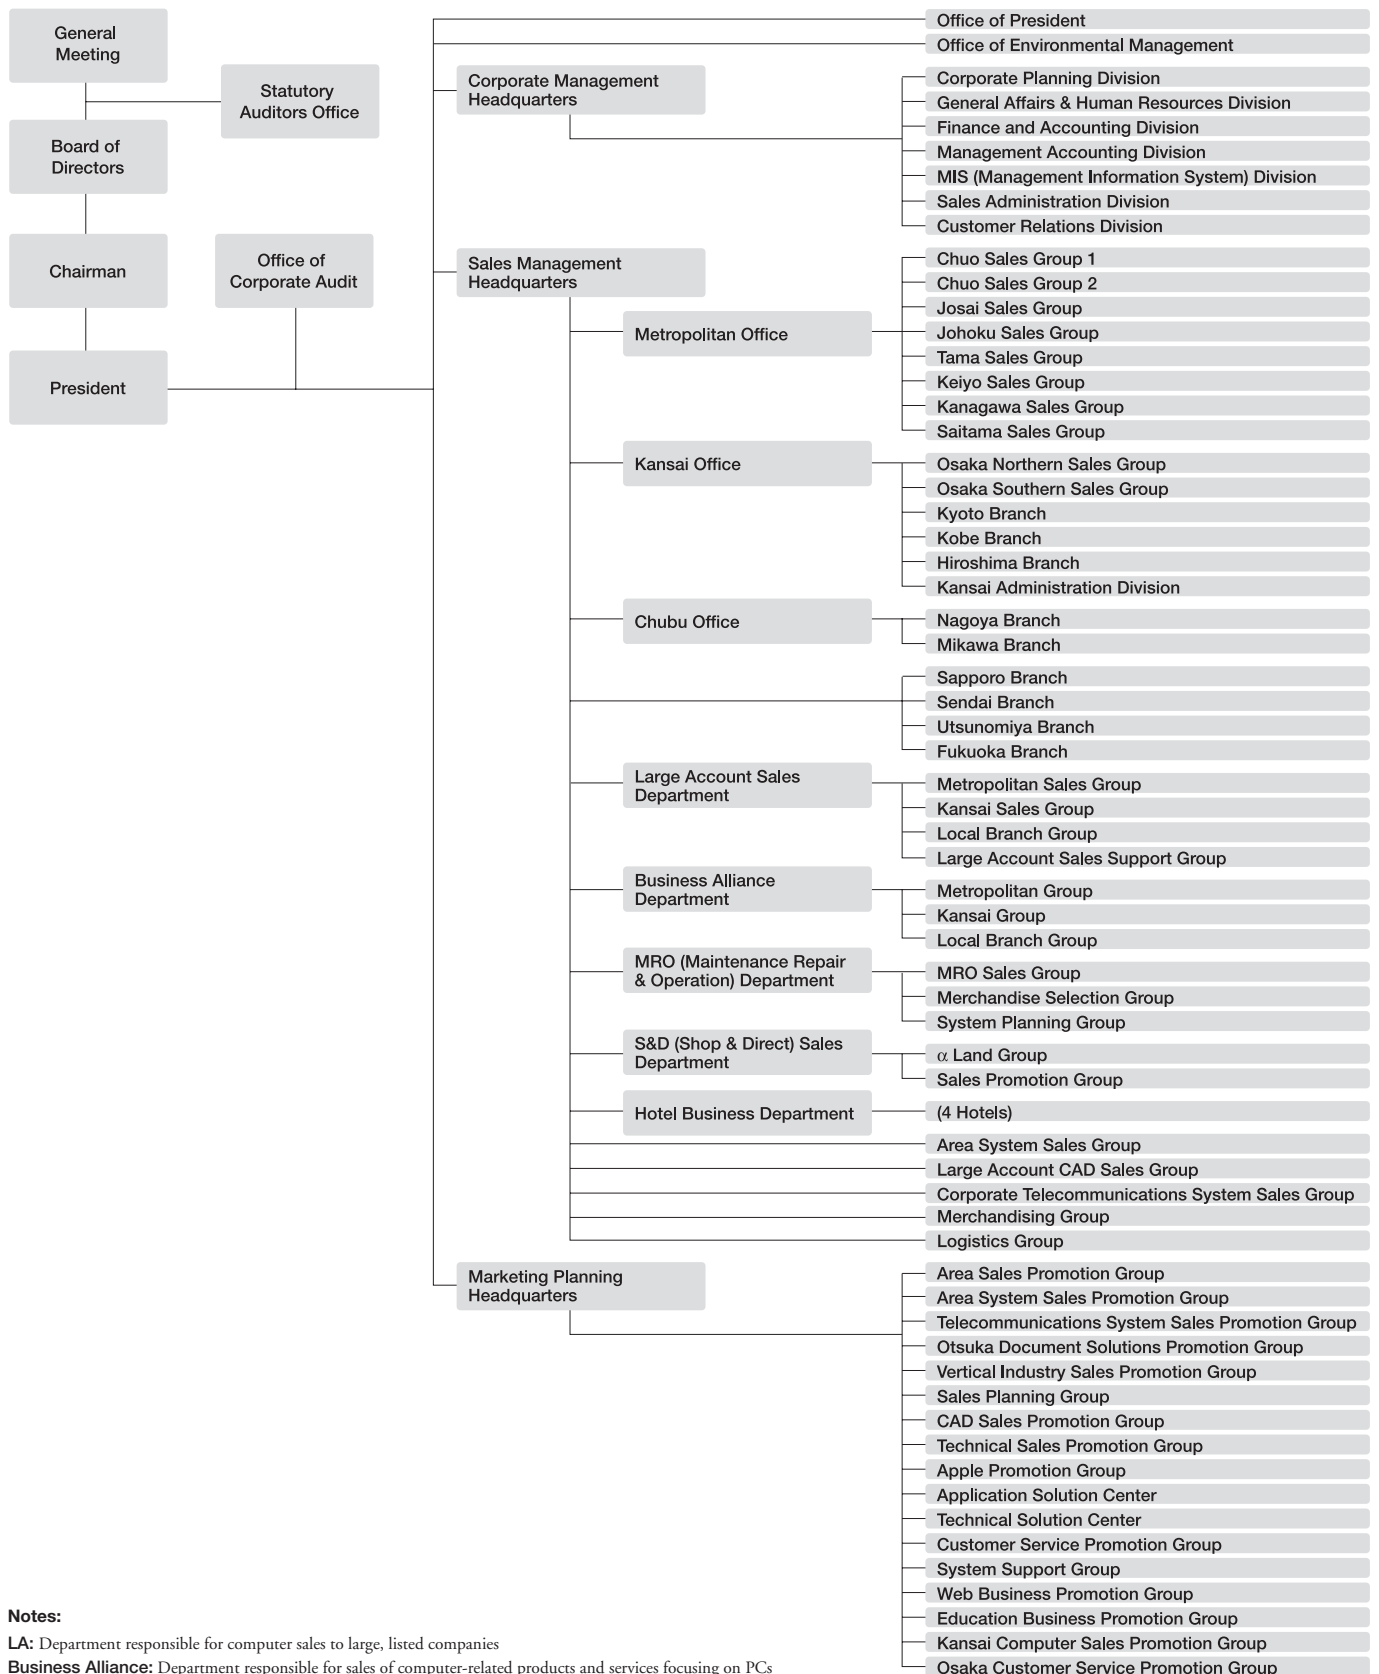 General
Meeting
Statutory
Auditors Office
Board of
Directors
Chairman
Office of
Corporate Audit
President
Office of President
Office of Environmental Management
Corporate Management
Headquarters
Corporate Planning Division
General Affairs & Human Resources Division
Finance and Accounting Division
Management Accounting Division
MIS (Management Information System) Division
Sales Administration Division
Customer Relations Division
Sales Management
Headquarters
Metropolitan Office
Chuo Sales Group 1
Chuo Sales Group 2
Josai Sales Group
Johoku Sales Group
Tama Sales Group
Keiyo Sales Group
Kanagawa Sales Group
Saitama Sales Group
Kansai Office
Osaka Northern Sales Group
Osaka Southern Sales Group
Kyoto Branch
Kobe Branch
Hiroshima Branch
Kansai Administration Division
Chubu Office
Nagoya Branch
Mikawa Branch
Sapporo Branch
Sendai Branch
Utsunomiya Branch
Fukuoka Branch
Large Account Sales
Department
Metropolitan Sales Group
Kansai Sales Group
Local Branch Group
Large Account Sales Support Group
Business Alliance
Department
Metropolitan Group
Kansai Group
Local Branch Group
MRO (Maintenance Repair
& Operation) Department
MRO Sales Group
Merchandise Selection Group
System Planning Group
S&D (Shop & Direct) Sales
Department
α Land Group
Sales Promotion Group
Hotel Business Department
(4 Hotels)
Area System Sales Group
Large Account CAD Sales Group
Corporate Telecommunications System Sales Group
Merchandising Group
Logistics Group
Marketing Planning
Headquarters
Area Sales Promotion Group
Area System Sales Promotion Group
Telecommunications System Sales Promotion Group
Otsuka Document Solutions Promotion Group
Vertical Industry Sales Promotion Group
Sales Planning Group
CAD Sales Promotion Group
Technical Sales Promotion Group
Apple Promotion Group
Application Solution Center
Technical Solution Center
Customer Service Promotion Group
System Support Group
Web Business Promotion Group
Education Business Promotion Group
Kansai Computer Sales Promotion Group
Osaka Customer Service Promotion Group
Notes:
LA: Department responsible for computer sales to large, listed companies
Business Alliance: Department responsible for sales of computer-related products and services focusing on PCs